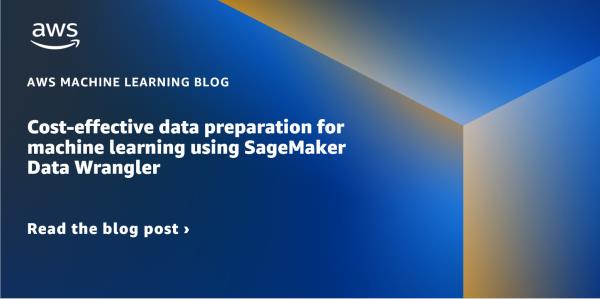 aws
AWS MACHINE LEARNING BLOG
Cost-effective data preparation for
machine learning using SageMaker
Data Wrangler
Read the blog post ›